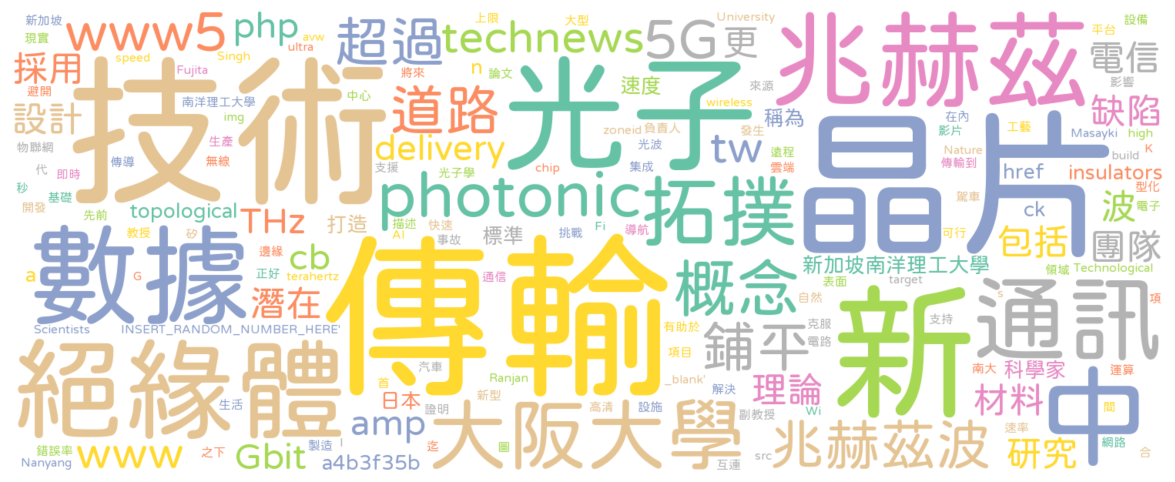 新加坡 www5 php 超過 technews 5G 更 上限 大型 University 兆赫茲 平台 設備
現實 ultra avw 電信
採用 speed Fujita Singh 將來 論文 速度 來源 影響
避開 技術 光子 道路 缺陷
設計 南洋理工大學 中心 wireless 稱為 在內 工藝
img 影片 Masayki high
物聯網 生產 delivery zoneid 負責人 發生 tw 晶片
代 傳導 無線 支援 光波 遠程 Nature build K
即時 光子學 chip 集成 雲端 傳輸到 href insulators
秒 基礎 photonic 拓撲 駕車 型化
開發 先前 topological THz 打造 描述 快速 Fi 導航 ck 波 電子
數據 教授 矽 AI 事故 標準 挑戰 可行 包括 團隊
邊緣 cb 新加坡南洋理工大學
a G 正好 terahertz 通信 概念 表面 target 傾域 Technological
潛在 傳輸 自然 新 通訊 s 項
Scientists INSERT_RANDOM_NUMBER_HERE' 有助於 克服 支持
絕緣體 汽車 項目 鋪平 電路
首 Ranjan _blank' 理論 南大 科學家 運算
生活 日本 證明 新型 解決 材料 中 間
amp 大阪大學 高清 設施 副教授 Wi 兆赫茲波 速率 網路
錯誤率 www 之下 Gbit 製造 l 迄 圖 研究
Nanyang a4b3f35b 互連 src 合
n